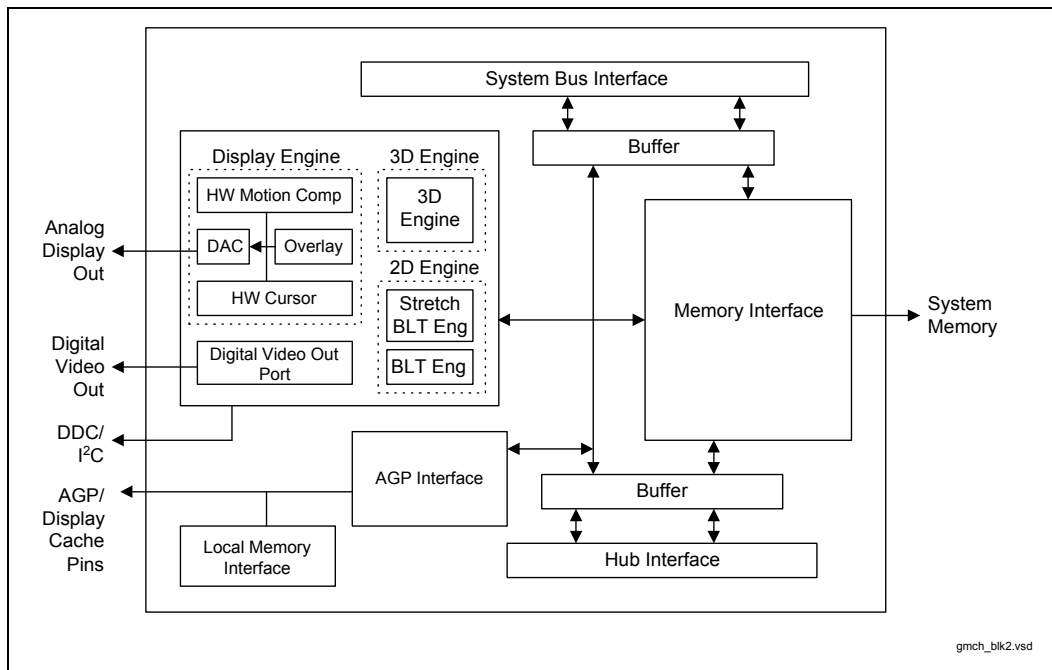 System Bus Interface
Buffer
Display Engine
HW Motion Comp
DAC
Overlay
HW Cursor
3D Engine
3D
Engine
2D Engine
Stretch
BLT Eng
BLT Eng
Digital Video Out
Port
Analog
Display
Out
Digital
Video
Out
DDC/
I²C
AGP/
Display
Cache
Pins
Memory Interface
System
Memory
AGP Interface
Local Memory
Interface
Buffer
Hub Interface
gmch_blk2.vsd